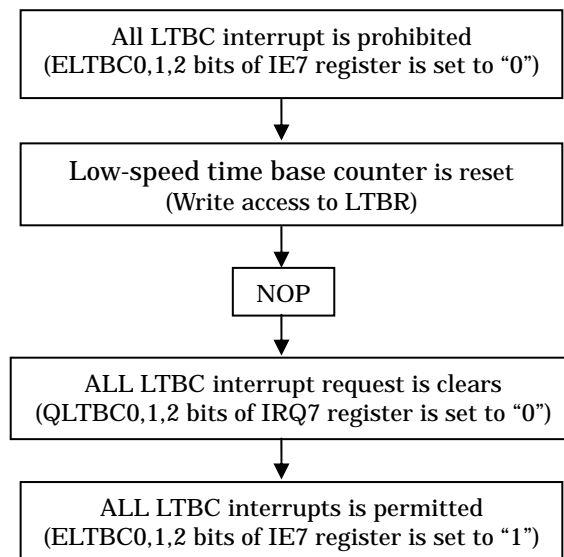 All LTBC interrupt is prohibited
(ELTBC0,1,2 bits of IE7 register is set to “0”)
Low-speed time base counter is reset
(Write access to LTBR)
NOP
ALL LTBC interrupt request is clears
(QLTBC0,1,2 bits of IRQ7 register is set to “0”)
ALL LTBC interrupts is permitted
(ELTBC0,1,2 bits of IE7 register is set to “1”)